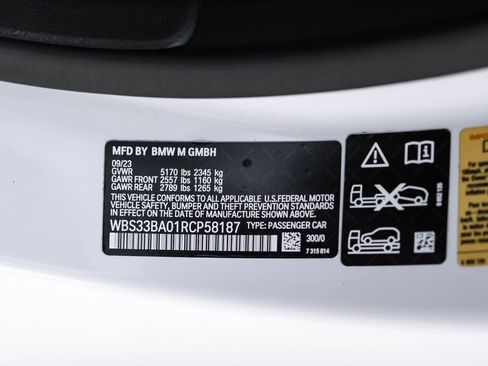 MFD BY BMW M GMBH
09/23
GVWR 5170 lbs 2345 kg
GAWR FRONT 2557 lbs 1160 kg
GAWR REAR 2789 lbs 1265 kg
THIS VEHICLE CONFORMS TO ALL APPLICABLE U.S.FEDERAL MOTOR
VEHICLE SAFETY, BUMPER, AND THEFT PREVENTION STANDARDS
IN EFFECT ON THE DATE OF MANUFACTURE SHOWN ABOVE.
WBS33BA01RCP58187 TYPE: PASSENGER CAR
300/0
7 315 814